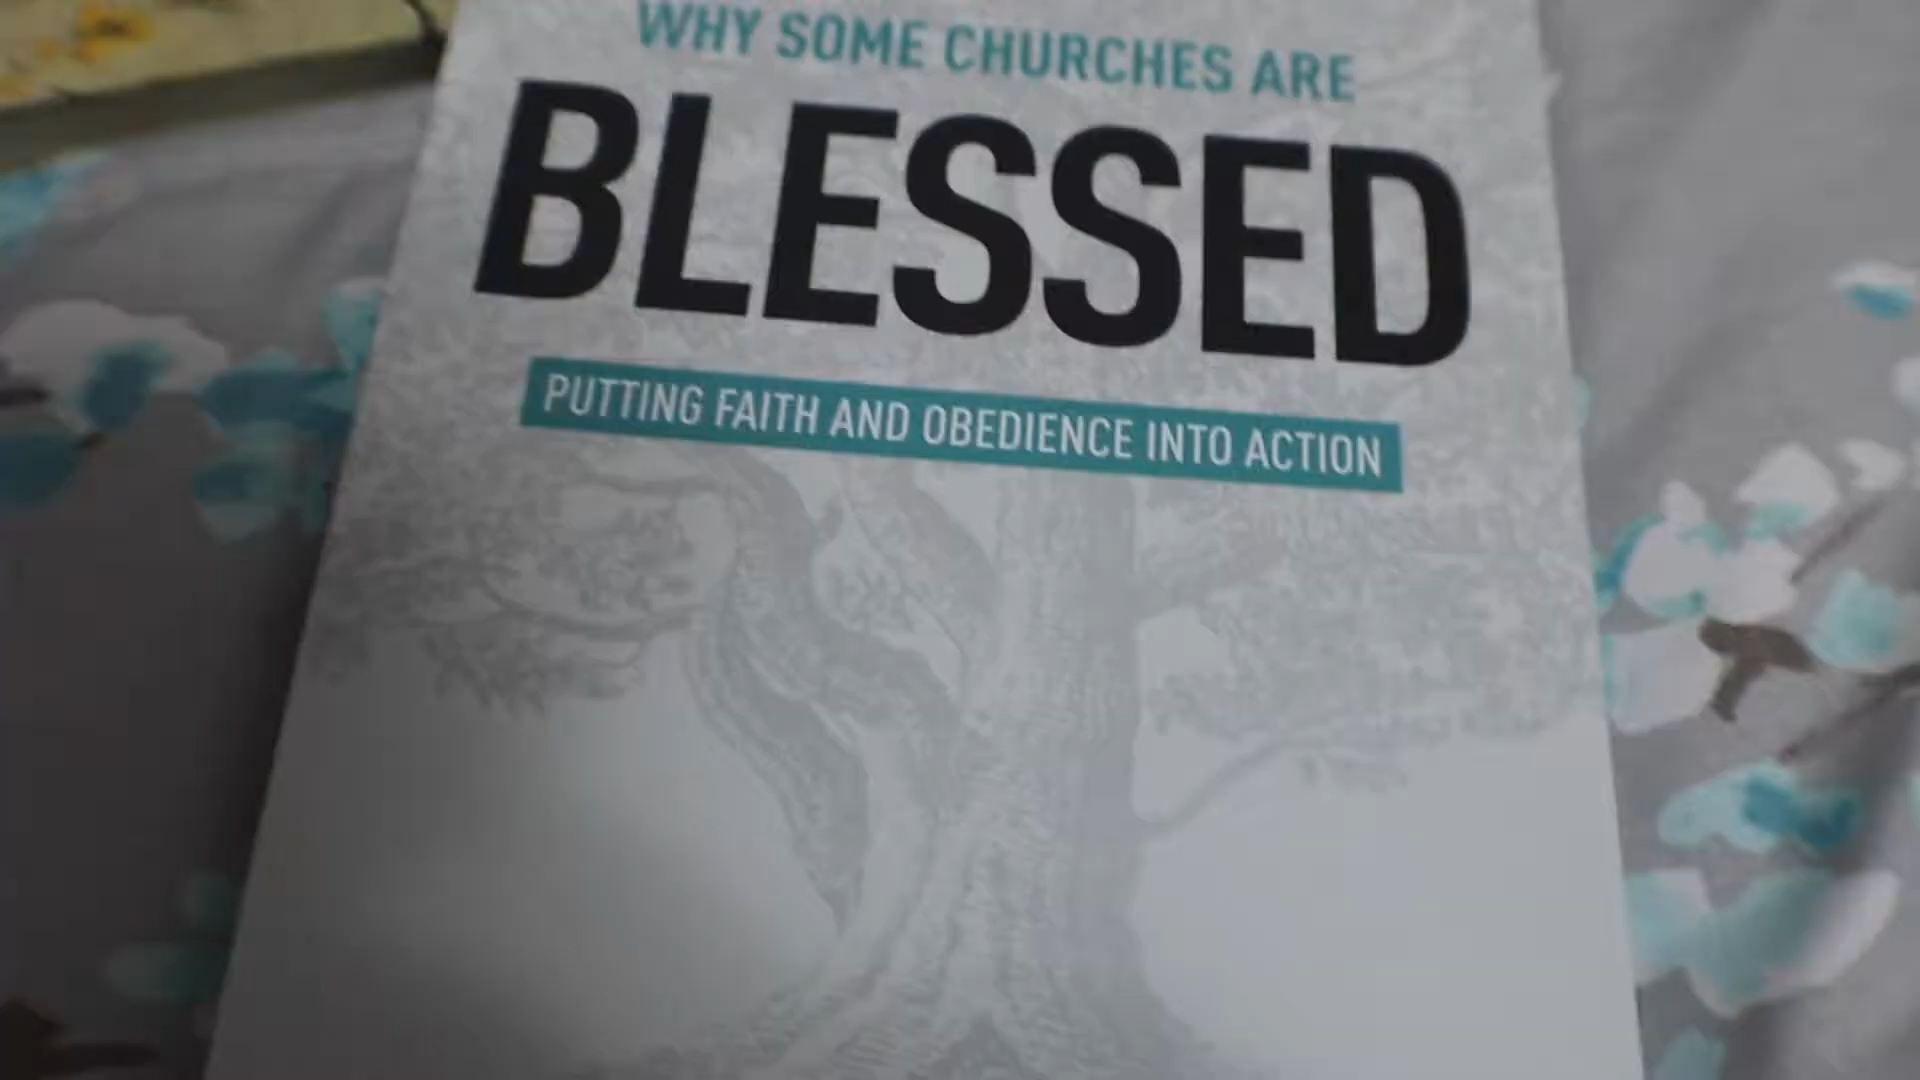 WHY SOME CHURCHES ARE
BLESSED
PUTTING FAITH AND OBEDIENCE INTO ACTION